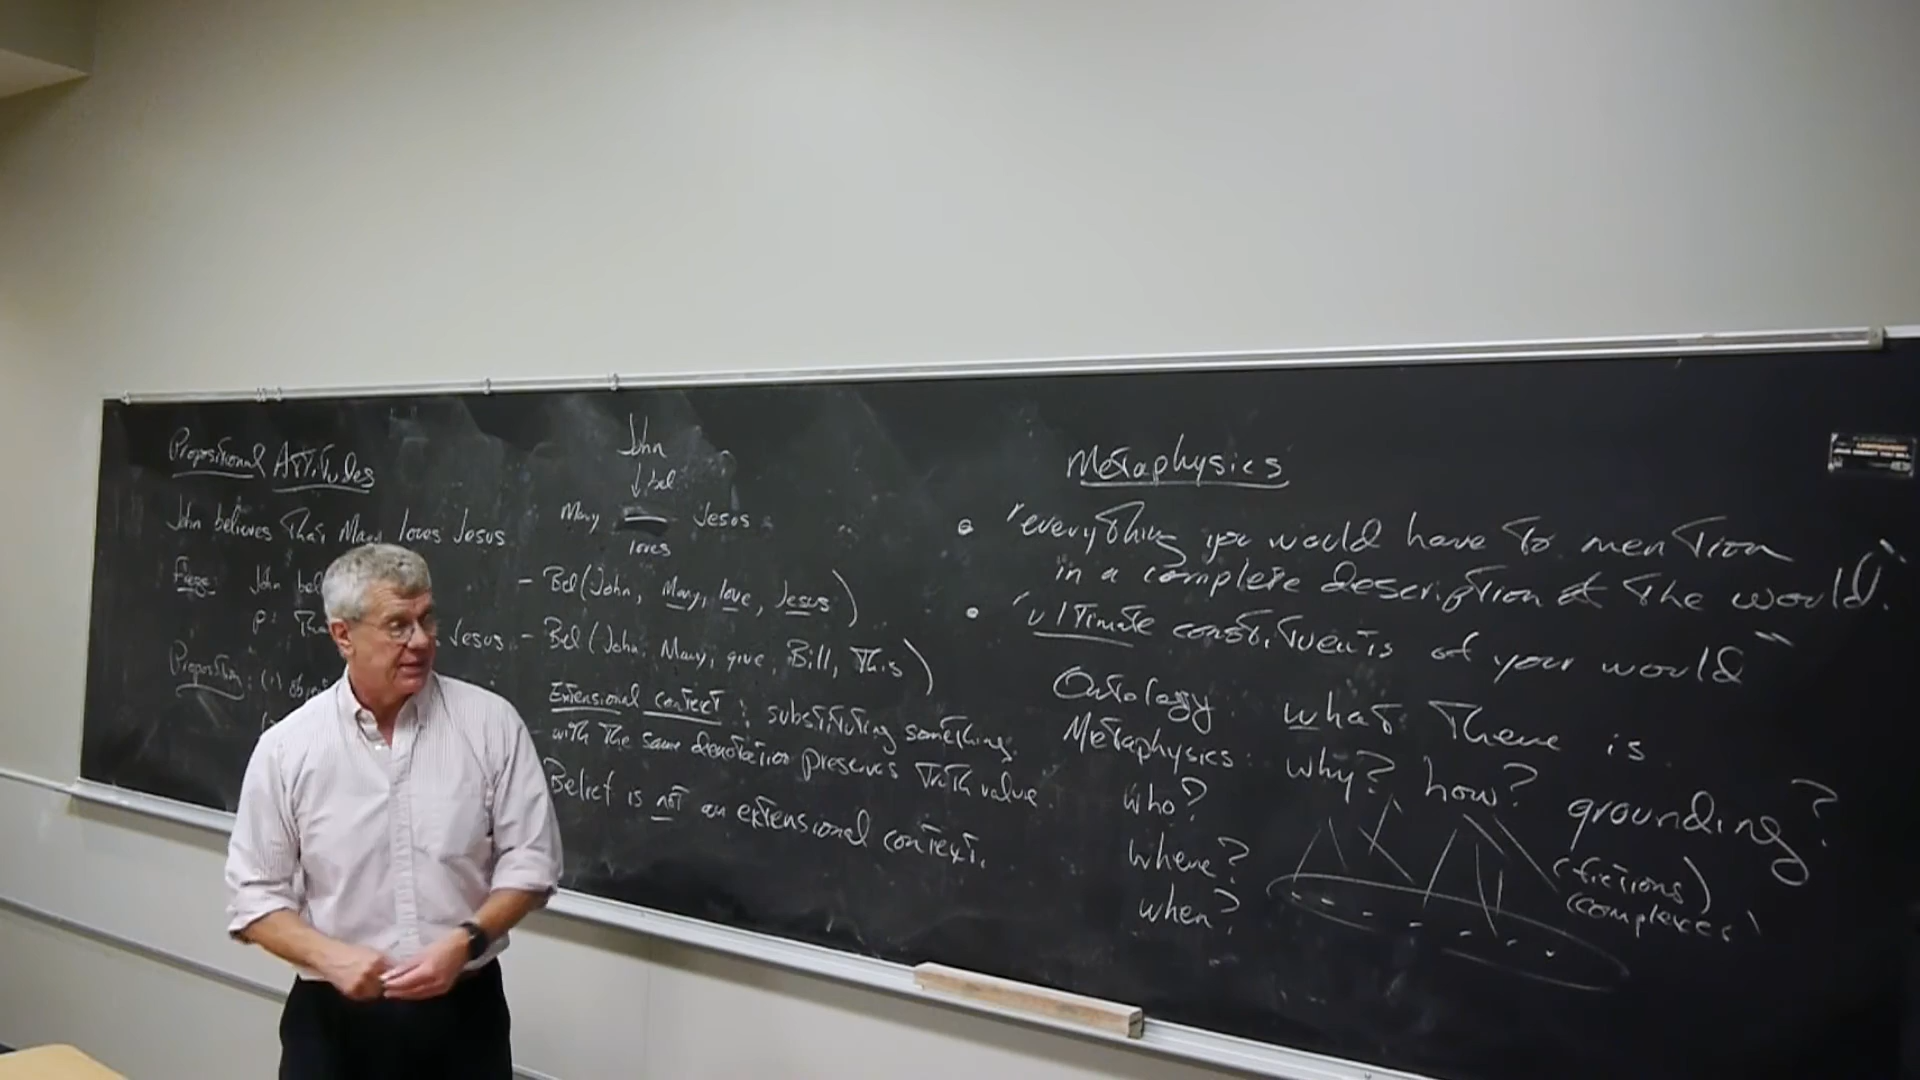 Propositional Attitudes
John believes that Mary loves Jesus
Frege: John bel
p: Tha
Jesus
Proposition: (1) obje
John
↓ bel
Mary Jesus
loves
- Bel(John, Mary, love, Jesus)
- Bel(John, Mary, give, Bill, This)
Extensional context: substituting something
with the same denotation preserves truth value.
Belief is not an extensional context.
Metaphysics
• "everything you would have to mention
in a complete description of the world."
• "ultimate constituents of your world"
Ontology: what there is.
Metaphysics: why? how? grounding?
who?
where?
when?
(fictions)
(complexes)